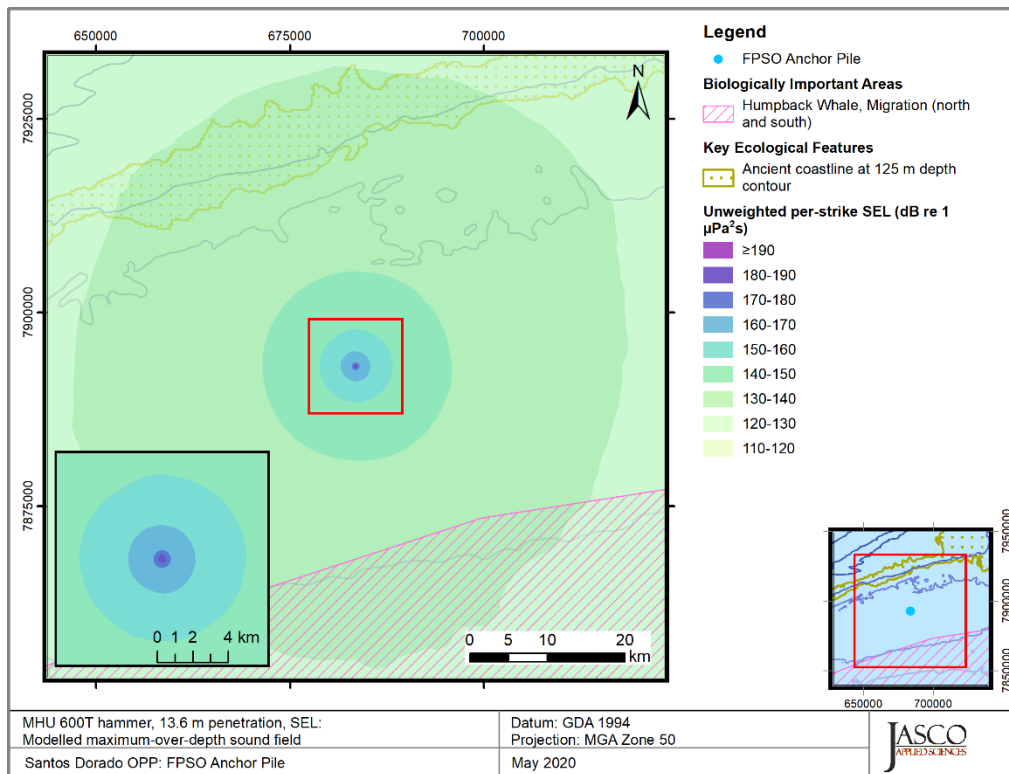 650000
675000
700000
7925000
7900000
7875000
N
0 1 2 4 km
0 5 10 20
km
Legend
FPSO Anchor Pile
Biologically Important Areas
Humpback Whale, Migration (north
and south)
Key Ecological Features
Ancient coastline at 125 m depth
contour
Unweighted per-strike SEL (dB re 1
µPa²s)
≥190
180-190
170-180
160-170
150-160
140-150
130-140
120-130
110-120
7950000
7900000
7850000
650000
700000
MHU 600T hammer, 13.6 m penetration, SEL:
Modelled maximum-over-depth sound field
Santos Dorado OPP: FPSO Anchor Pile
Datum: GDA 1994
Projection: MGA Zone 50
May 2020
JASCO
APPLIED SCIENCES